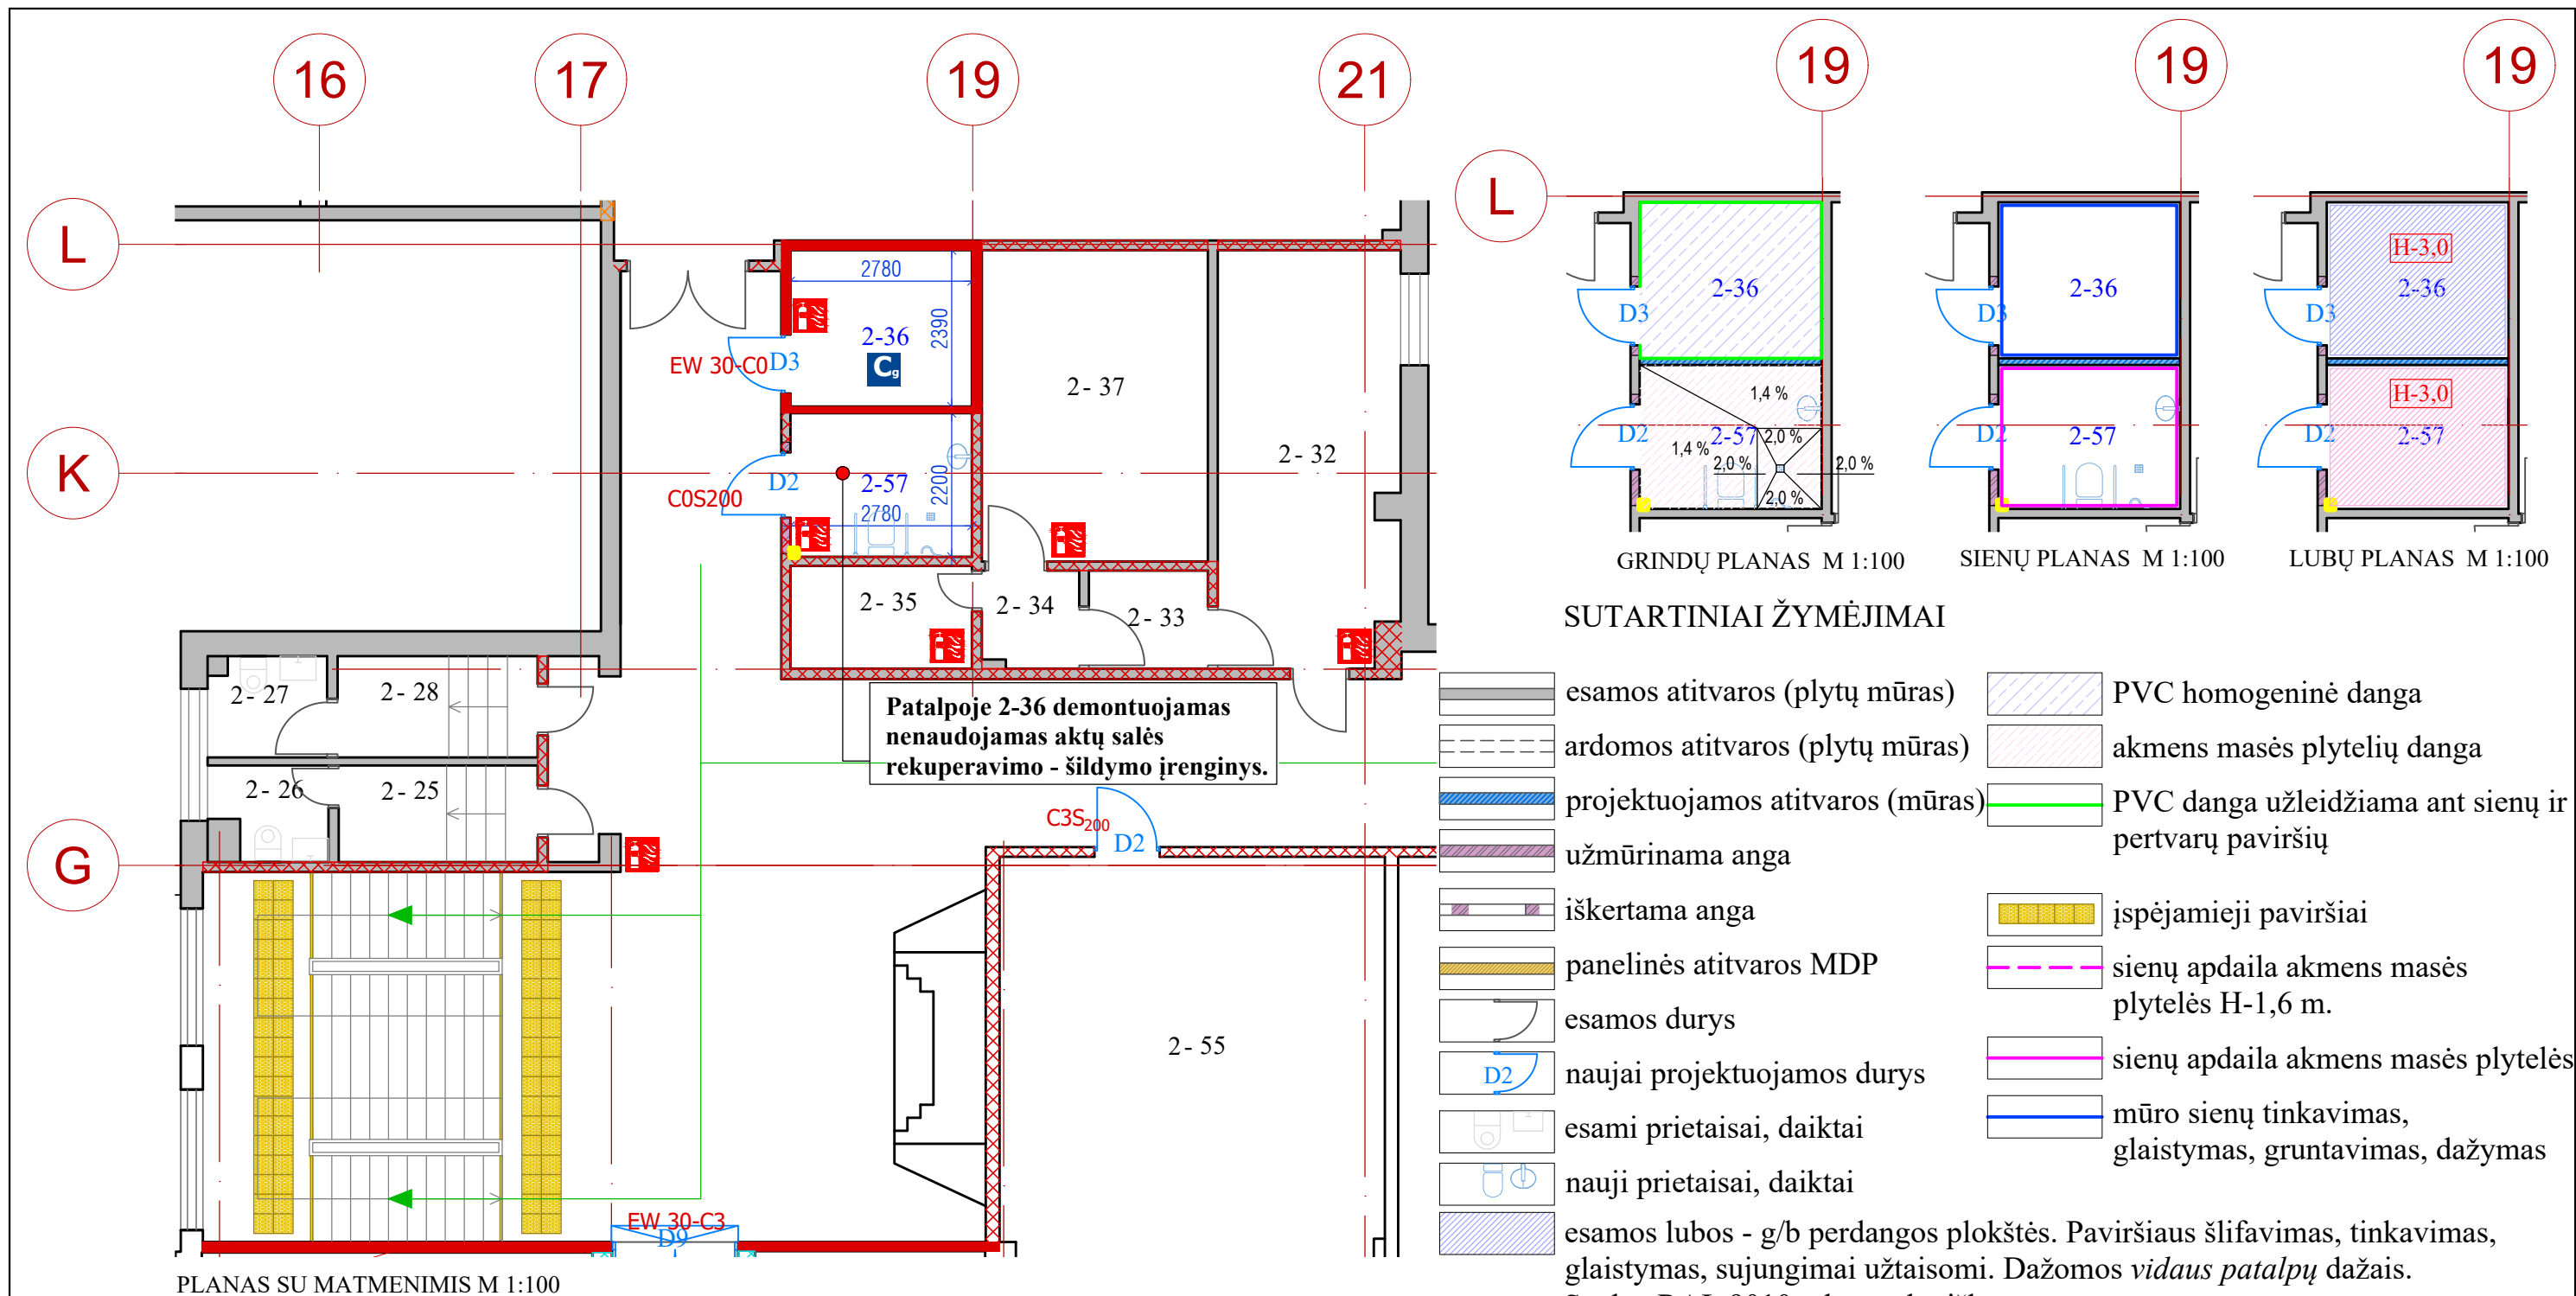 16
17
19
21
19
19
19
L
K
G
L
2780
2390
2-36
Cg
EW 30-C0
D3
2-37
2-32
C0S200
D2
2-57
2200
2780
2-35
2-34
2-33
2-27
2-28
2-26
2-25
Patalpoje 2-36 demontuojamas
nenaudojamas aktų salės
rekuperavimo - šildymo įrenginys.
C3S200
D2
2-55
EW 30-C3
D9
PLANAS SU MATMENIMIS M 1:100
2-36
D3
D2
1,4 %
1,4 %
2-57
2,0 %
2,0 %
2,0 %
2,0 %
GRINDŲ PLANAS M 1:100
2-36
D3
D2
2-57
SIENŲ PLANAS M 1:100
H-3,0
2-36
D3
H-3,0
D2
2-57
LUBŲ PLANAS M 1:100
SUTARTINIAI ŽYMĖJIMAI
esamos atitvaros (plytų mūras)
ardomos atitvaros (plytų mūras)
projektuojamos atitvaros (mūras)
užmūrinama anga
iškertama anga
panelinės atitvaros MDP
esamos durys
D2
naujai projektuojamos durys
esami prietaisai, daiktai
nauji prietaisai, daiktai
esamos lubos - g/b perdangos plokštės. Paviršiaus šlifavimas, tinkavimas,
glaistymas, sujungimai užtaisomi. Dažomos vidaus patalpų dažais.
PVC homogeninė danga
akmens masės plytelių danga
PVC danga užleidžiama ant sienų ir
pertvarų paviršių
įspėjamieji paviršiai
sienų apdaila akmens masės
plytelės H-1,6 m.
sienų apdaila akmens masės plytelės
mūro sienų tinkavimas,
glaistymas, gruntavimas, dažymas